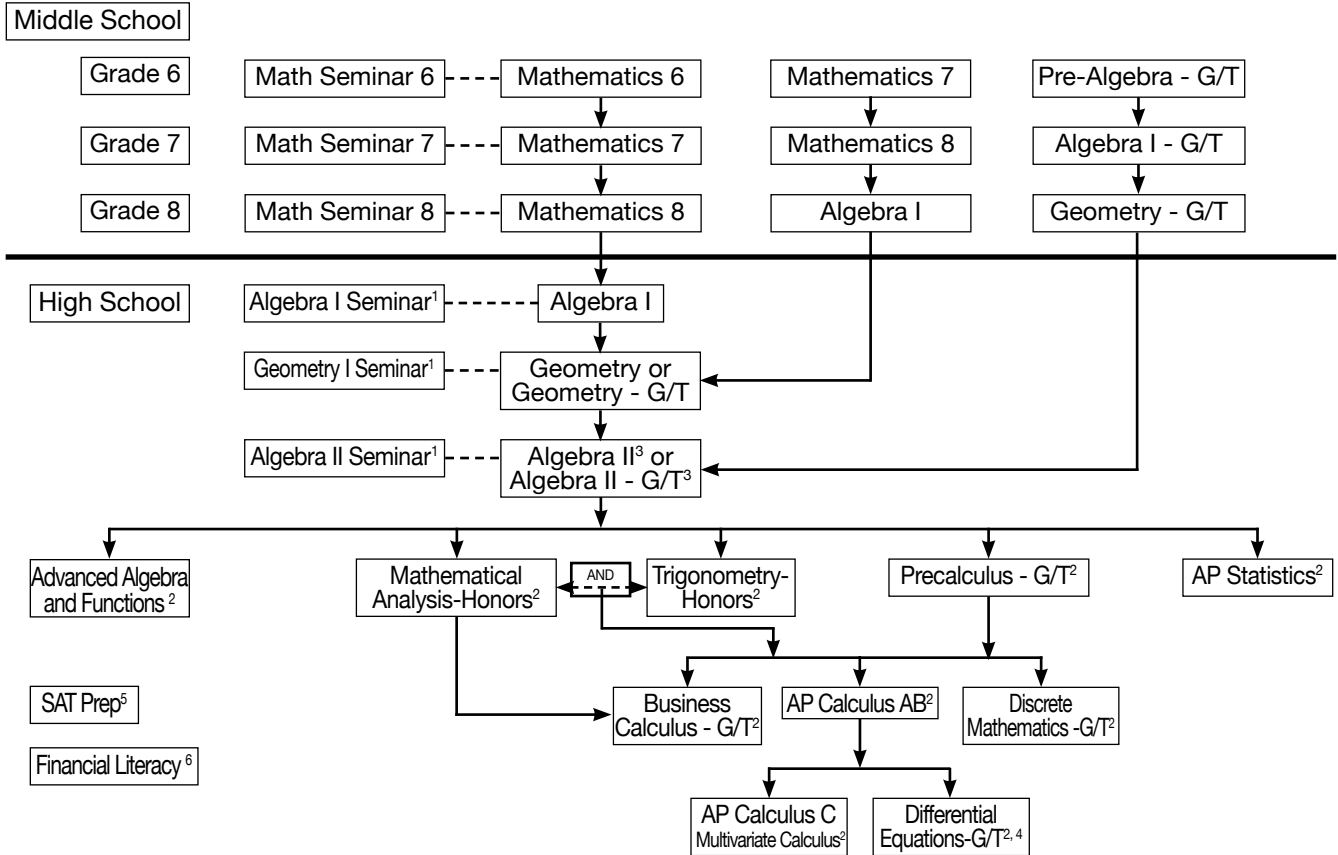 Middle School
Grade 6
Math Seminar 6
Mathematics 6
Mathematics 7
Pre-Algebra - G/T
Grade 7
Math Seminar 7
Mathematics 7
Mathematics 8
Algebra I - G/T
Grade 8
Math Seminar 8
Mathematics 8
Algebra I
Geometry - G/T
High School
Algebra I Seminar¹
Algebra I
Geometry I Seminar¹
Geometry or
Geometry - G/T
Algebra II Seminar¹
Algebra II³ or
Algebra II - G/T³
Advanced Algebra
and Functions ²
Mathematical
Analysis-Honors²
AND
Trigonometry-
Honors²
Precalculus - G/T²
AP Statistics²
SAT Prep⁵
Business
Calculus - G/T²
AP Calculus AB²
Discrete
Mathematics -G/T²
Financial Literacy ⁶
AP Calculus C
Multivariate Calculus²
Differential
Equations-G/T², ⁴